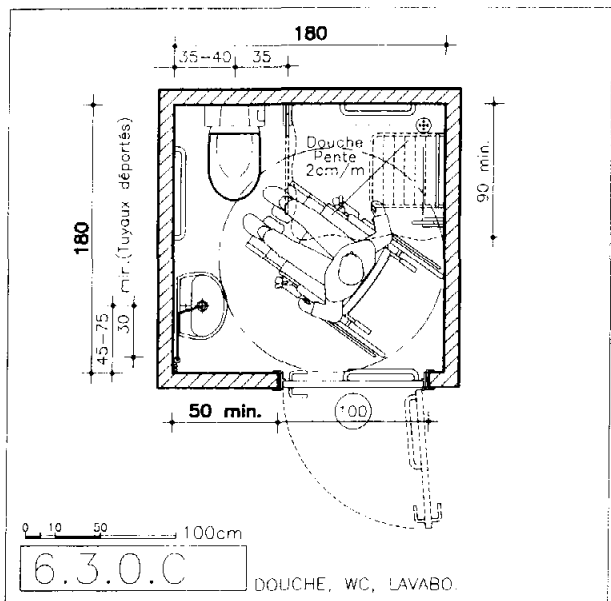 180
35-40 35
Douche
Pente
2cm/m
90 min.
180
min.(Tuyaux déportés)
30
45-75
50 min.
100
0 10 50 100cm
6.3.0.C
DOUCHE, WC, LAVABO.